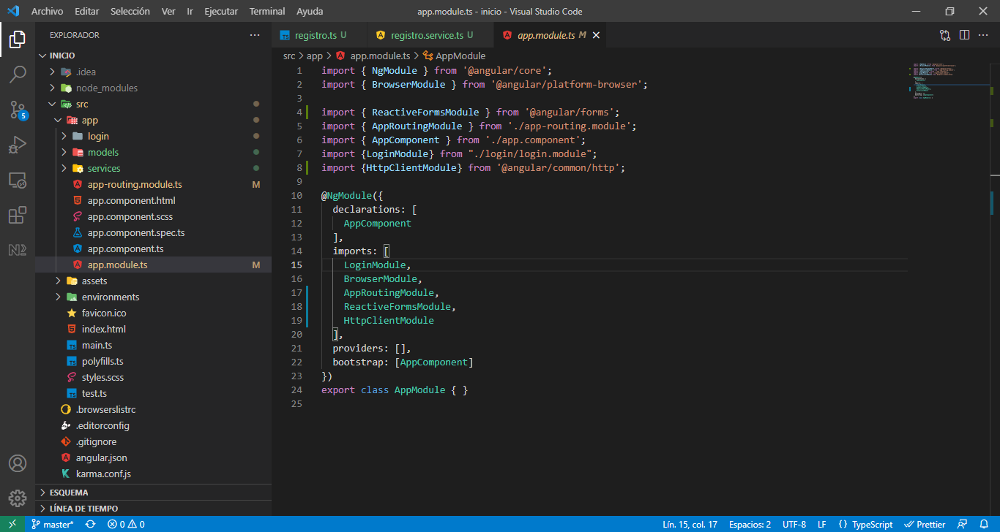 Archivo Editar Selección Ver Ir Ejecutar Terminal Ayuda
app.module.ts - inicio - Visual Studio Code
EXPLORADOR
INICIO
.idea
node_modules
src
app
login
models
services
app-routing.module.ts M
app.component.html
app.component.scss
app.component.spec.ts
app.component.ts
app.module.ts M
assets
environments
favicon.ico
index.html
main.ts
polyfills.ts
styles.scss
test.ts
.browserslistrc
.editorconfig
.gitignore
angular.json
karma.conf.js
ESQUEMA
LÍNEA DE TIEMPO
5
registro.ts U registro.service.ts U app.module.ts M
src > app > app.module.ts > AppModule
1 import { NgModule } from '@angular/core';
2 import { BrowserModule } from '@angular/platform-browser';
3
4 import { ReactiveFormsModule } from '@angular/forms';
5 import { AppRoutingModule } from './app-routing.module';
6 import { AppComponent } from './app.component';
7 import {LoginModule} from "./login/login.module";
8 import {HttpClientModule} from '@angular/common/http';
9
10 @NgModule({
11 declarations: [
12 AppComponent
13 ],
14 imports: [
15 LoginModule,
16 BrowserModule,
17 AppRoutingModule,
18 ReactiveFormsModule,
19 HttpClientModule
20 ],
21 providers: [],
22 bootstrap: [AppComponent]
23 })
24 export class AppModule { }
25
master* 0 0 Lín. 15, col. 17 Espacios: 2 UTF-8 LF {} TypeScript Prettier